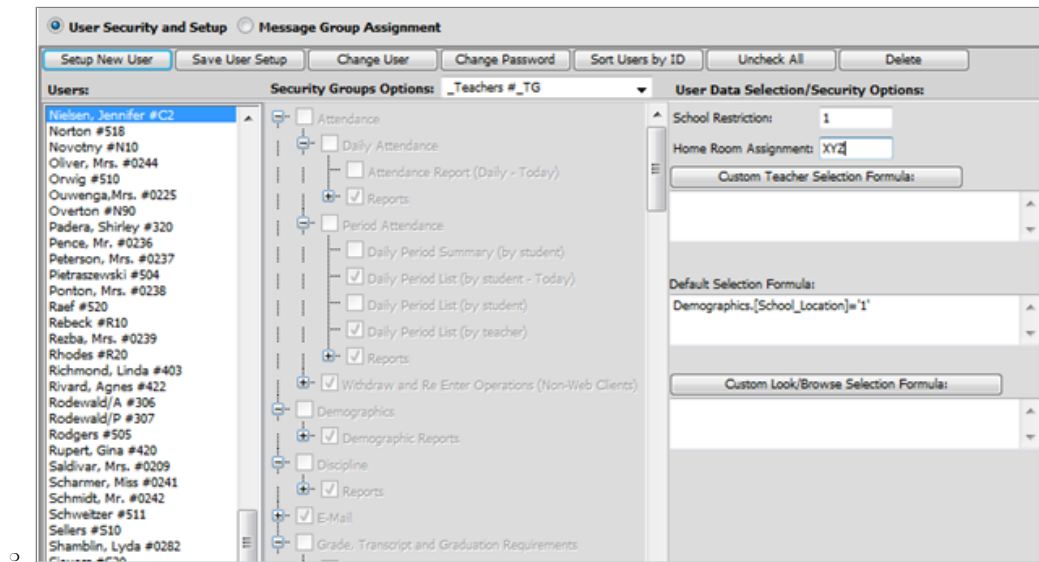 User Security and Setup Message Group Assignment
Setup New User Save User Setup Change User Change Password Sort Users by ID Uncheck All Delete
Users:
Security Groups Options: _Teachers #_TG
User Data Selection/Security Options:
Nielsen, Jennifer #C2
Norton #518
Novotny #N10
Oliver, Mrs. #0244
Orwig #510
Ouwenga,Mrs. #0225
Overton #N90
Padera, Shirley #320
Pence, Mr. #0236
Peterson, Mrs. #0237
Pietraszewski #504
Ponton, Mrs. #0238
Raef #520
Rebeck #R10
Rezba, Mrs. #0239
Rhodes #R20
Richmond, Linda #403
Rivard, Agnes #422
Rodewald/A #306
Rodewald/P #307
Rodgers #505
Rupert, Gina #420
Saldivar, Mrs. #0209
Scharmer, Miss #0241
Schmidt, Mr. #0242
Schweitzer #511
Sellers #S10
Shamblin, Lyda #0282
Attendance
Daily Attendance
Attendance Report (Daily - Today)
Reports
Period Attendance
Daily Period Summary (by student)
Daily Period List (by student - Today)
Daily Period List (by student)
Daily Period List (by teacher)
Reports
Withdraw and Re Enter Operations (Non-Web Clients)
Demographics
Demographic Reports
Discipline
Reports
E-Mail
Grade, Transcript and Graduation Requirements
School Restriction: 1
Home Room Assignment: XYZ
Custom Teacher Selection Formula:
Default Selection Formula:
Demographics.[School_Location]='1'
Custom Look/Browse Selection Formula: